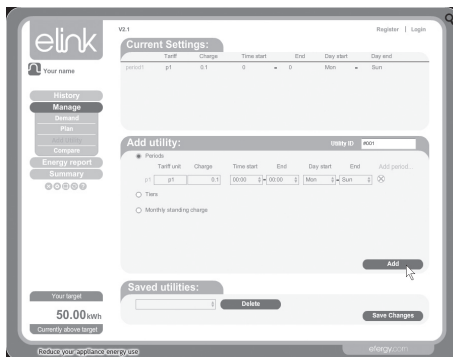 elink
V2.1
Register | Login
Your name
Current Settings:
Tariff Charge Time start End Day start Day end
period1 p1 0.1 0 - 0 Mon - Sun
History
Manage
Demand
Plan
Add utility
Compare
Energy report
Summary
Add utility: Utility ID #001
Periods
Tariff unit Charge Time start End Day start End Add period...
p1 p1 0.1 00:00 - 00:00 Mon - Sun
Tiers
Monthly standing charge
Add
Saved utilities:
Delete
Save Changes
Your target
50.00kWh
Currently above target
Reduce your appliance energy use
efergy.com